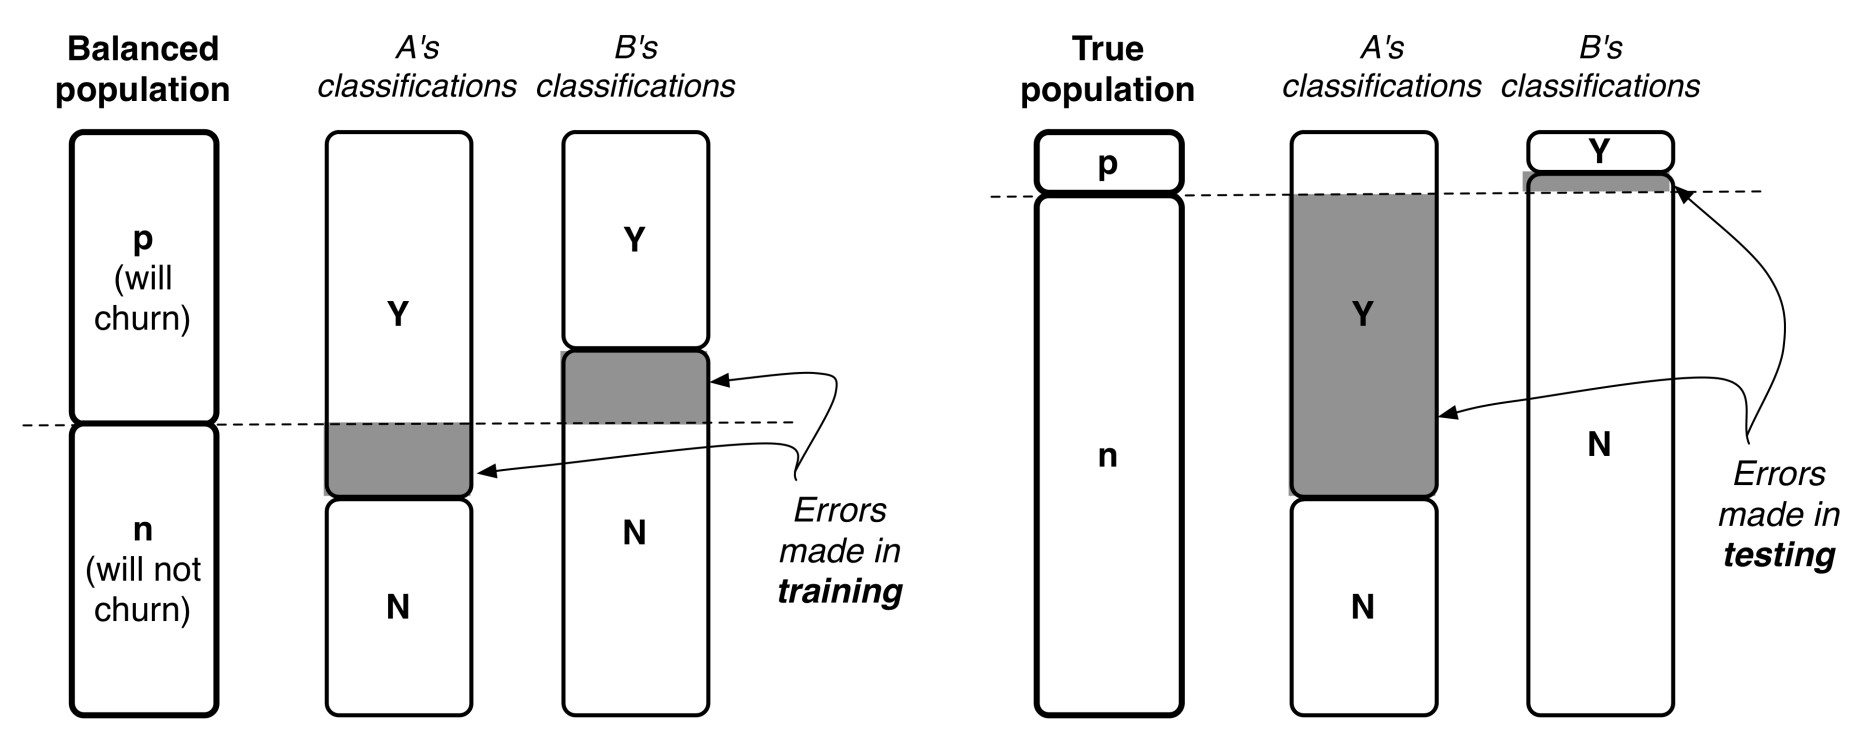 Balanced
population
A's
classifications
B's
classifications
p
(will
churn)
n
(will not
churn)
Y
N
Y
N
Errors
made in
training
True
population
A's
classifications
B's
classifications
p
n
Y
N
Y
N
Errors
made in
testing